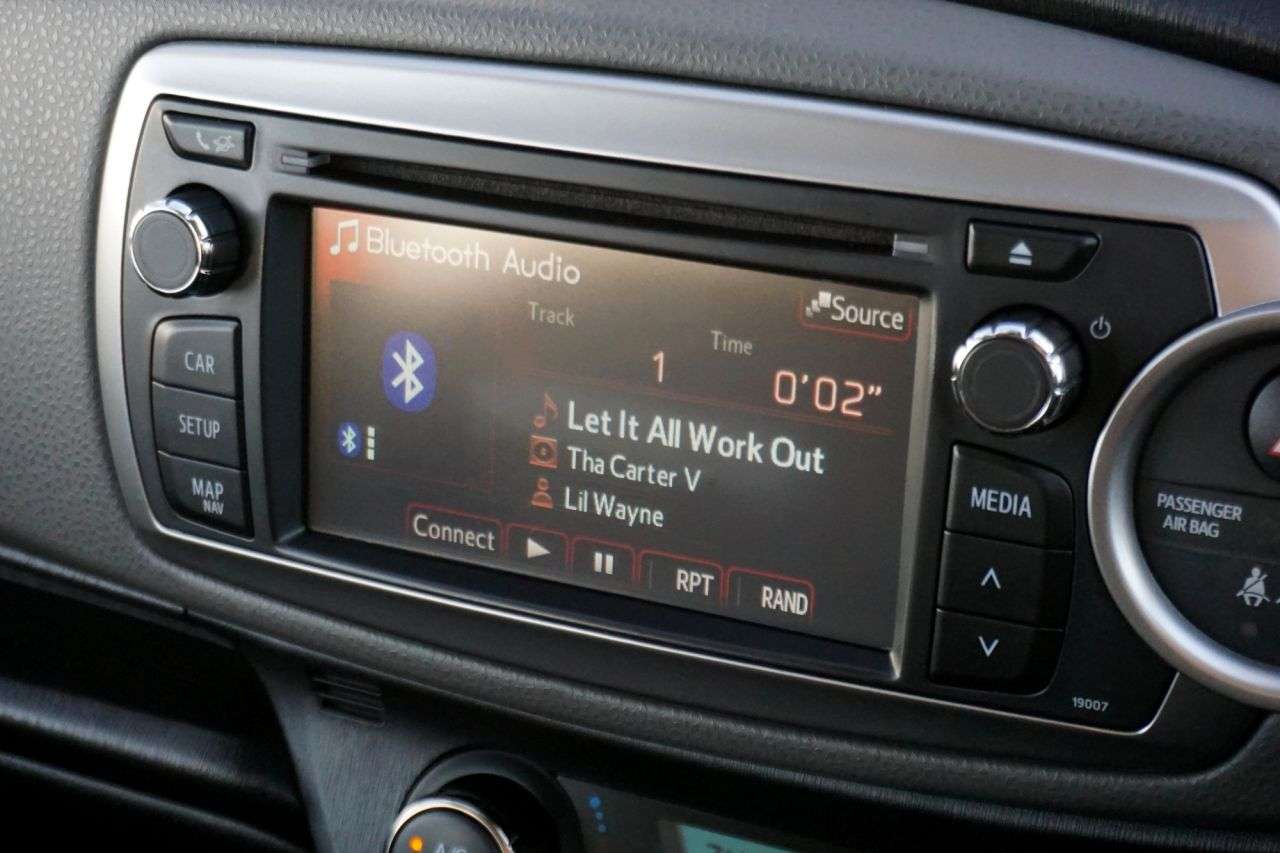 Bluetooth Audio
Source
Track
Time
1
0'02"
Let It All Work Out
Tha Carter V
Lil Wayne
Connect
RPT
RAND
CAR
SETUP
MAP
NAV
MEDIA
19007
PASSENGER
AIR BAG
A/C